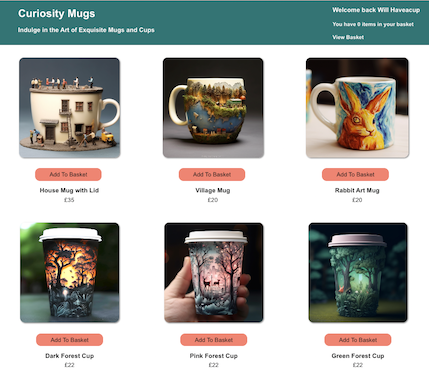 Curiosity Mugs
Indulge in the Art of Exquisite Mugs and Cups
Welcome back Will Haveacup
You have 6 items in your basket
View Basket
Add To Basket
House Mug with Lid
£35
Add To Basket
Village Mug
£20
Add To Basket
Rabbit Art Mug
£20
Add To Basket
Dark Forest Cup
£22
Add To Basket
Pink Forest Cup
£22
Add To Basket
Green Forest Cup
£22